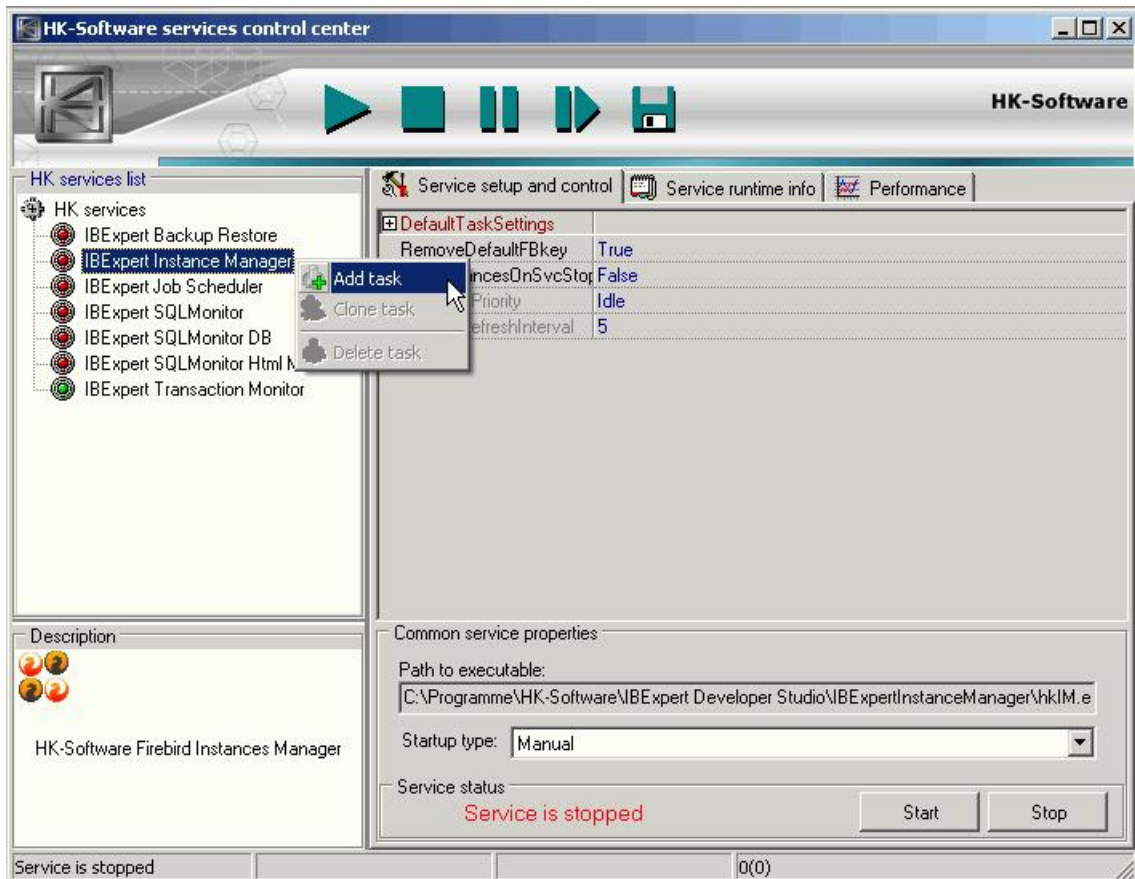 HK-Software services control center
HK-Software
HK services list
HK services
IBExpert Backup Restore
IBExpert Instance Manager
IBExpert Job Scheduler
IBExpert SQLMonitor
IBExpert SQLMonitor DB
IBExpert SQLMonitor Html M
IBExpert Transaction Monitor
Add task
Clone task
Delete task
Service setup and control
Service runtime info
Performance
DefaultTaskSettings
RemoveDefaultFBkey True
ncesOnSvcStop False
Priority Idle
efreshInterval 5
Description
HK-Software Firebird Instances Manager
Common service properties
Path to executable:
C:\Programme\HK-Software\IBExpert Developer Studio\IBExpertInstanceManager\hkIM.e
Startup type: Manual
Service status
Service is stopped
Start
Stop
Service is stopped
0(0)